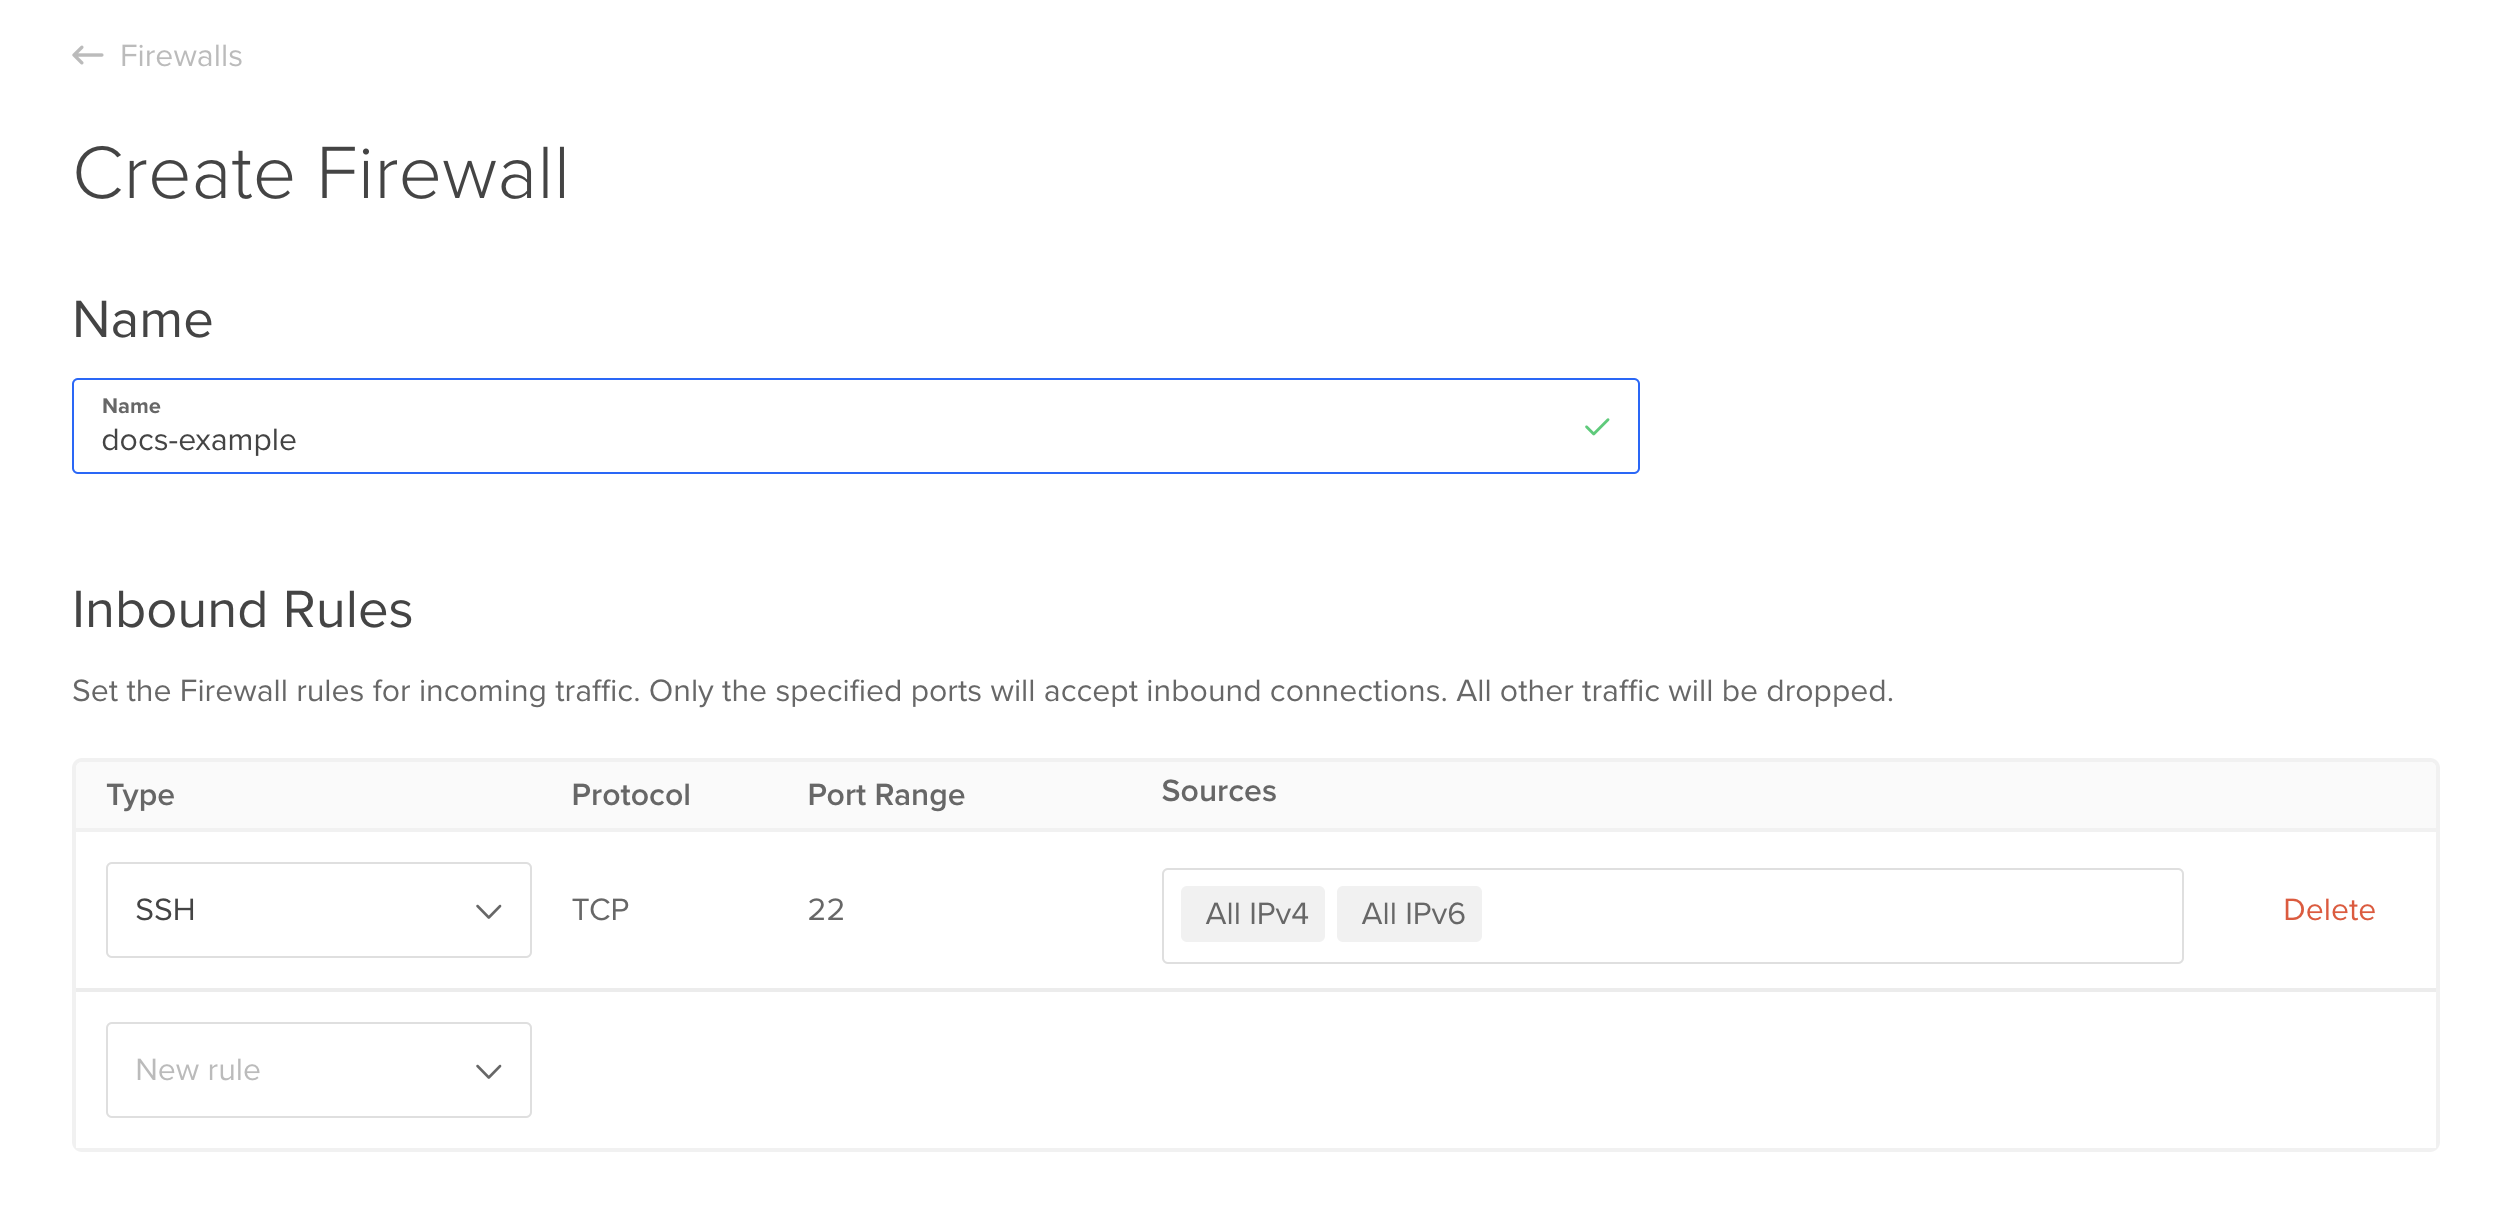 Firewalls
Create Firewall
Name
Name
docs-example
Inbound Rules
Set the Firewall rules for incoming traffic. Only the specified ports will accept inbound connections. All other traffic will be dropped.
Type Protocol Port Range Sources
SSH TCP 22 All IPv4 All IPv6 Delete
New rule